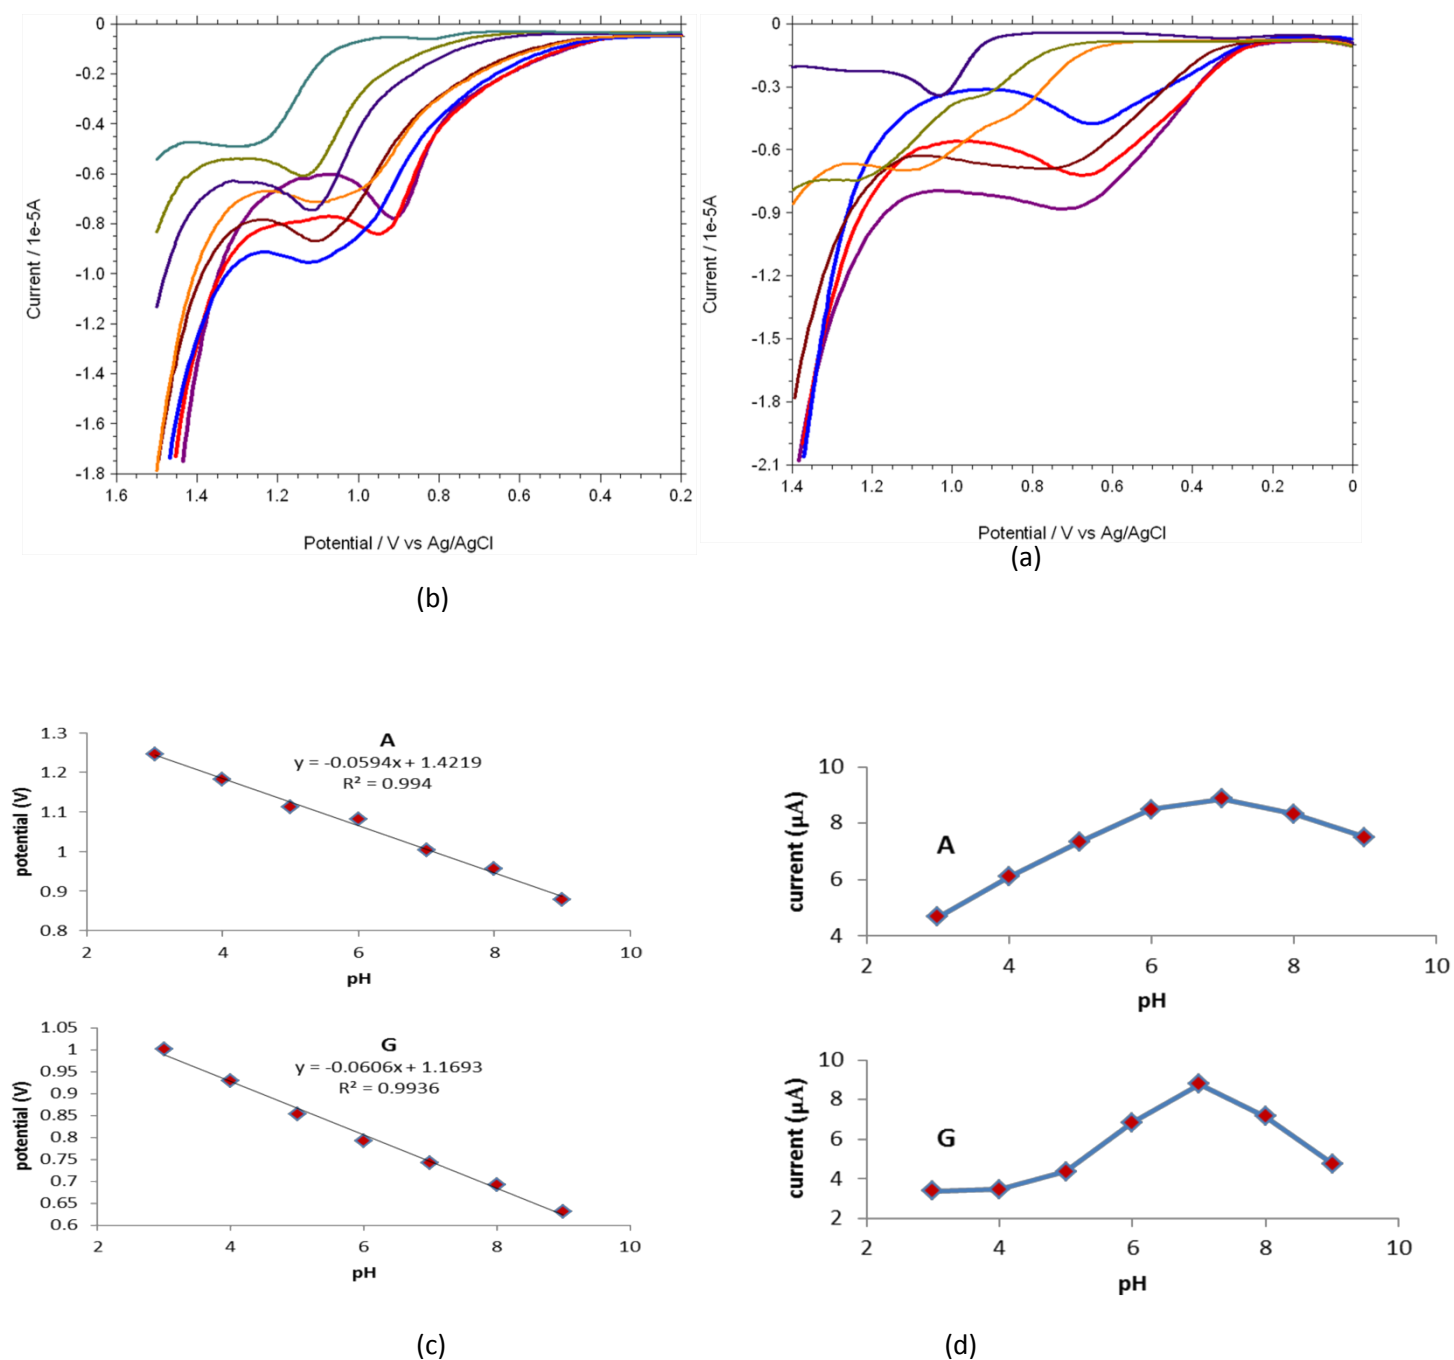 0
-0.2
-0.4
-0.6
-0.8
-1.0
-1.2
-1.4
-1.6
-1.8
Current / 1e-5A
1.6 1.4 1.2 1.0 0.8 0.6 0.4 0.2
Potential / V vs Ag/AgCl
(b)
0
-0.3
-0.6
-0.9
-1.2
-1.5
-1.8
-2.1
Current / 1e-5A
1.4 1.2 1.0 0.8 0.6 0.4 0.2 0
Potential / V vs Ag/AgCl
(a)
A
y = -0.0594x + 1.4219
R² = 0.994
1.3
1.2
1.1
1
0.9
0.8
potential (V)
2 4 6 8 10
pH
G
y = -0.0606x + 1.1693
R² = 0.9936
1.05
1
0.95
0.9
0.85
0.8
0.75
0.7
0.65
0.6
potential (V)
2 4 6 8 10
pH
(c)
10
8
6
4
current (µA)
A
2 4 6 8 10
pH
10
8
6
4
2
current (µA)
G
2 4 6 8 10
pH
(d)